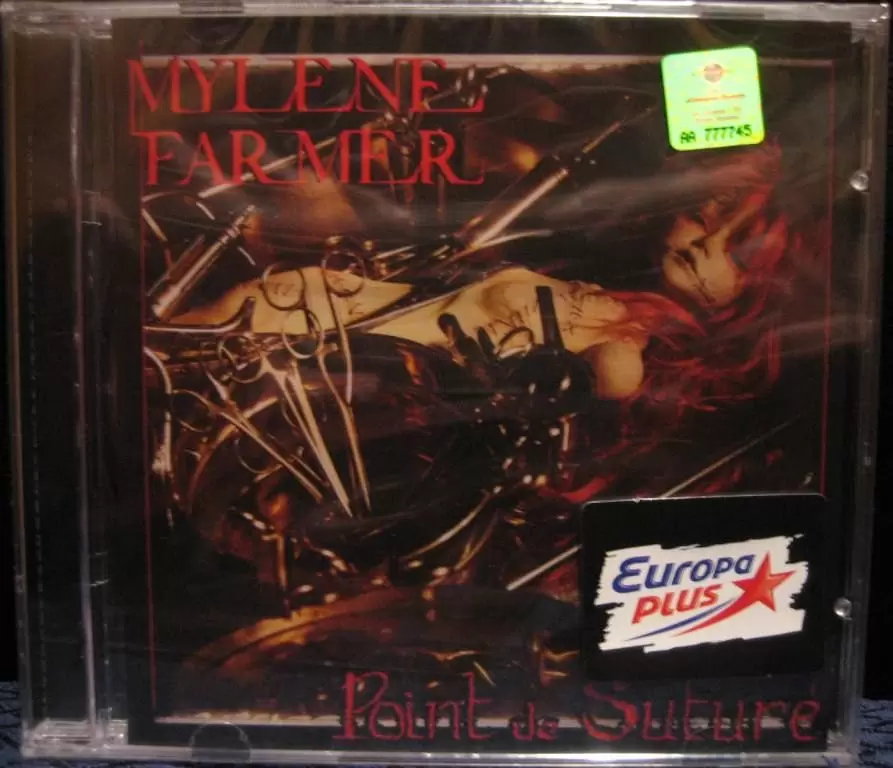 MYLENE
FARMER
AA 777745
Europa
PLUS
Point de Suture